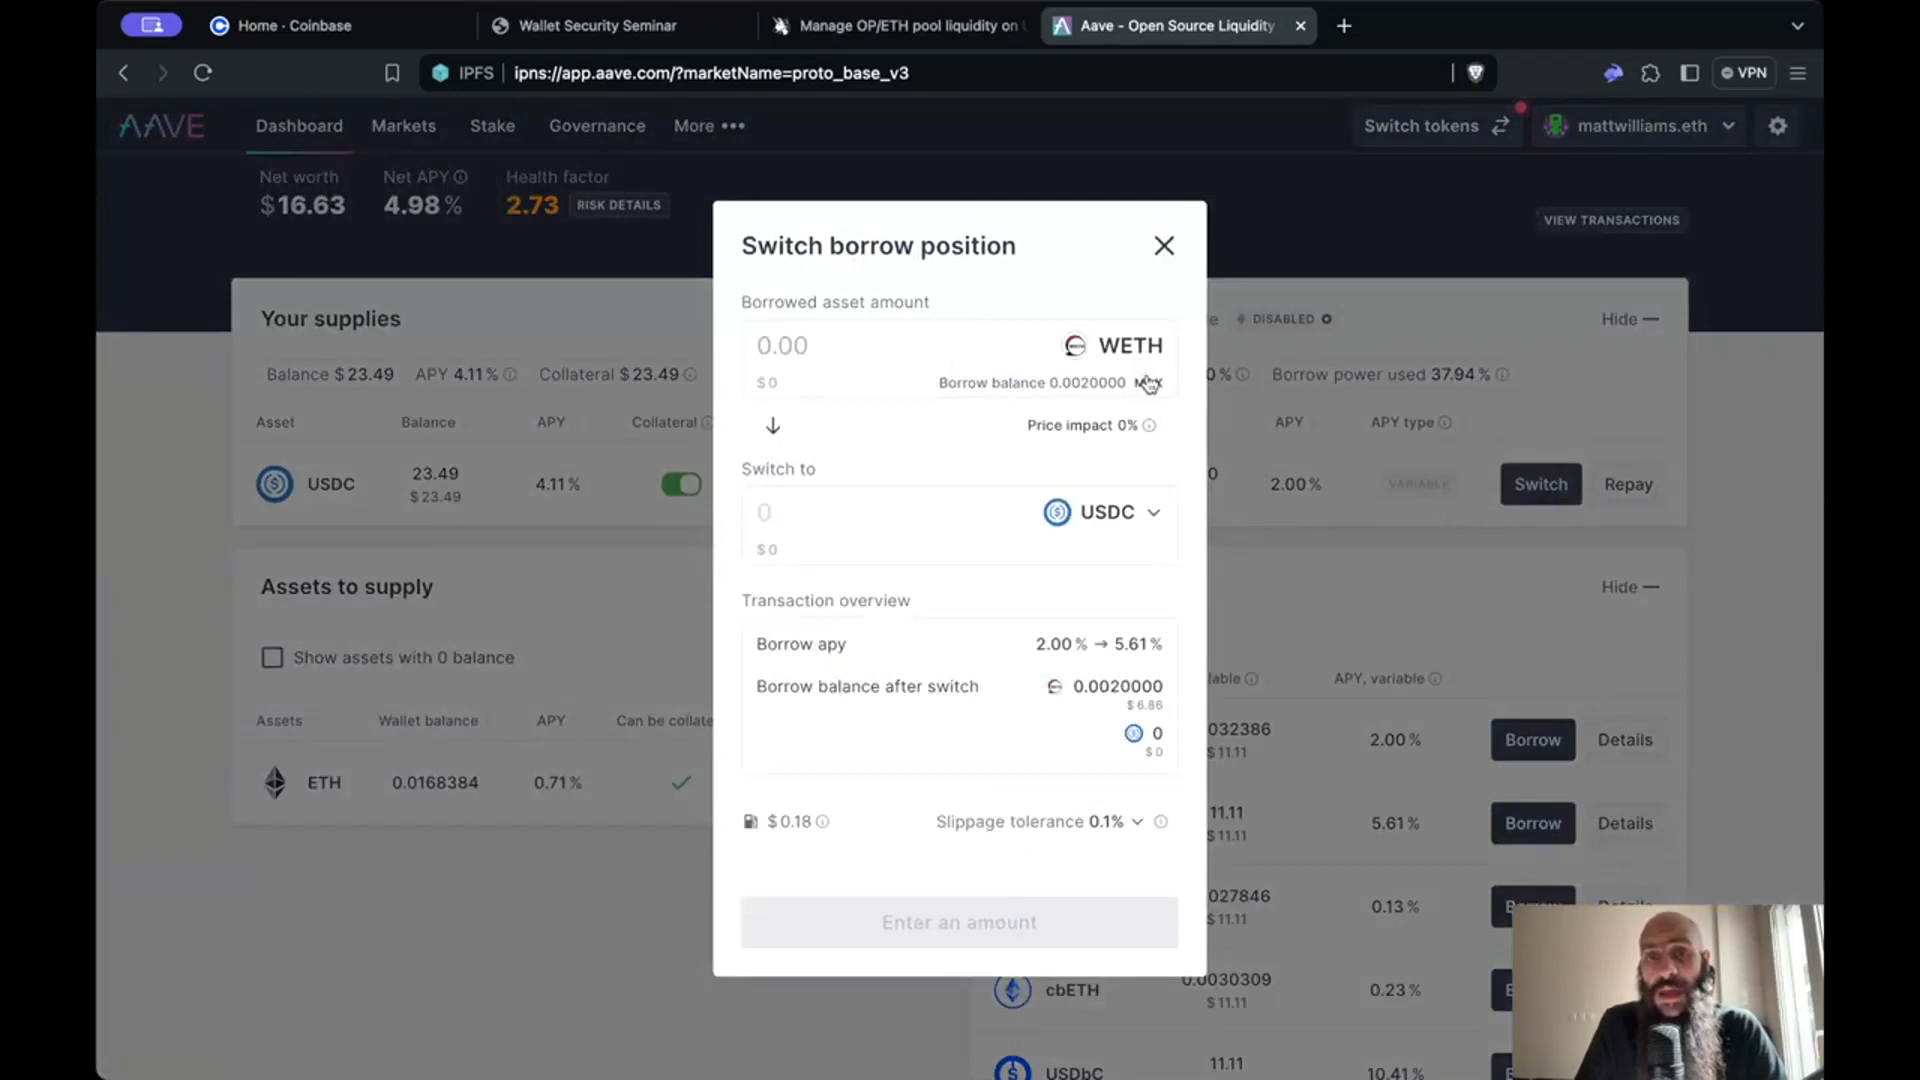 Home - Coinbase
Wallet Security Seminar
Manage OP/ETH pool liquidity on
Aave - Open Source Liquidity
IPFS
ipns://app.aave.com/?marketName=proto_base_v3
VPN
AAVE
Dashboard
Markets
Stake
Governance
More
Switch tokens
mattwilliams.eth
Net worth
Net APY
Health factor
$16.63
4.98 %
2.73
RISK DETAILS
VIEW TRANSACTIONS
Switch borrow position
Borrowed asset amount
0.00
WETH
$ 0
Borrow balance 0.0020000
Price impact 0%
Switch to
0
USDC
$ 0
Transaction overview
Borrow apy
2.00 % → 5.61 %
Borrow balance after switch
0.0020000
$ 6.86
0
$ 0
$ 0.18
Slippage tolerance 0.1%
Enter an amount
Your supplies
Balance $ 23.49
APY 4.11 %
Collateral $ 23.49
Asset
Balance
APY
Collateral
USDC
23.49
$ 23.49
4.11 %
Assets to supply
Show assets with 0 balance
Assets
Wallet balance
APY
Can be collate
ETH
0.0168384
0.71 %
DISABLED
Hide
0 %
Borrow power used 37.94 %
APY
APY type
0
2.00 %
VARIABLE
Switch
Repay
Hide
lable
APY, variable
032386
$ 11.11
2.00 %
Borrow
Details
11.11
$ 11.11
5.61 %
Borrow
Details
027846
$ 11.11
0.13 %
cbETH
0.0030309
$ 11.11
0.23 %
USDbC
11.11
10.41 %